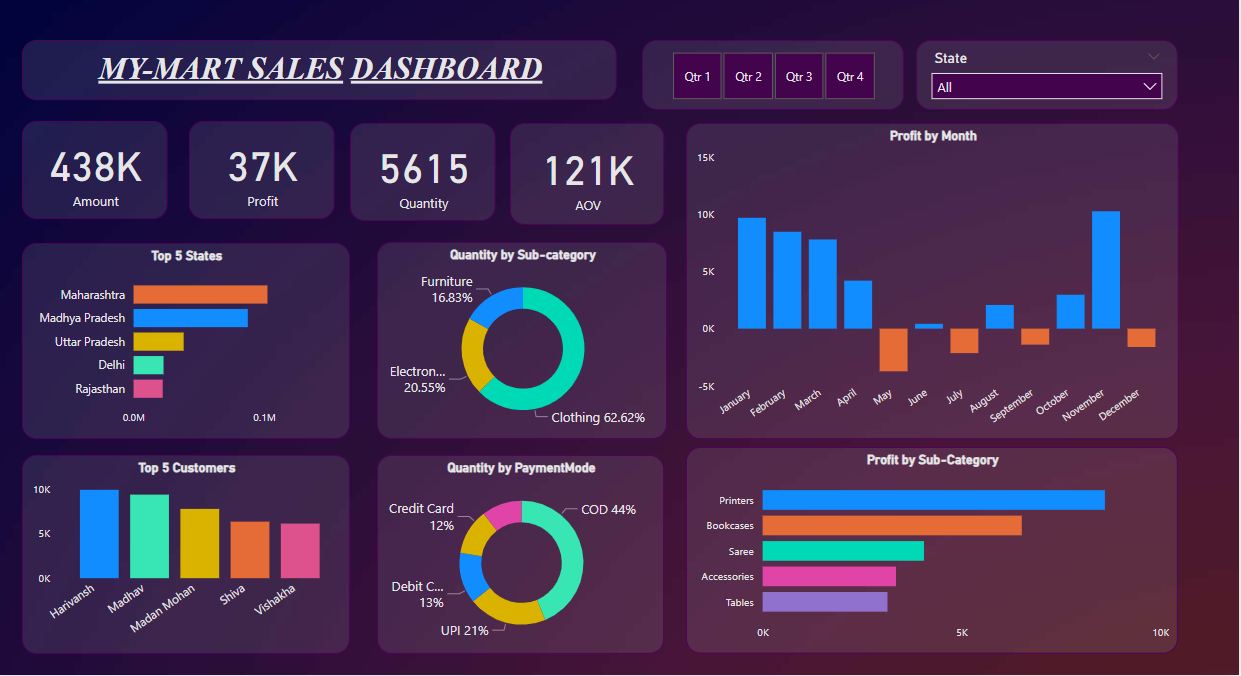 MY-MART SALES DASHBOARD
Qtr 1 Qtr 2 Qtr 3 Qtr 4
State
All
438K
Amount
37K
Profit
5615
Quantity
121K
AOV
Profit by Month
15K
10K
5K
0K
-5K
January February March April May June July August September October November December
Top 5 States
Maharashtra
Madhya Pradesh
Uttar Pradesh
Delhi
Rajasthan
0.0M 0.1M
Quantity by Sub-category
Furniture
16.83%
Electron...
20.55%
Clothing 62.62%
Top 5 Customers
10K
5K
0K
Harivansh Madhav Madan Mohan Shiva Vishakha
Quantity by PaymentMode
Credit Card
12%
COD 44%
Debit C...
13%
UPI 21%
Profit by Sub-Category
Printers
Bookcases
Saree
Accessories
Tables
0K 5K 10K